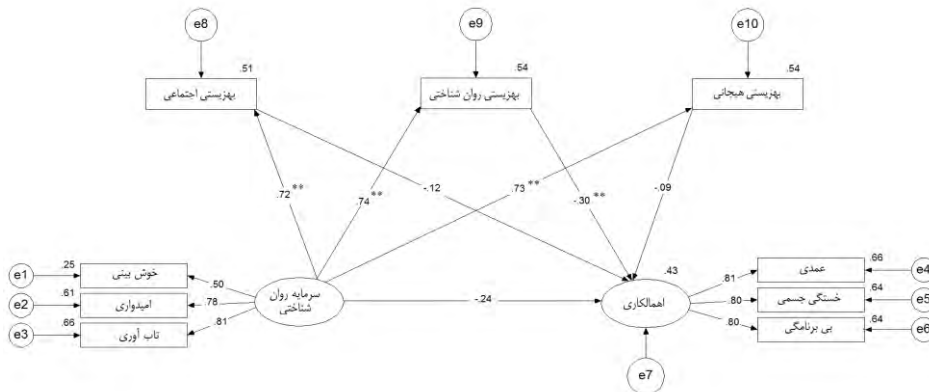 e8
e9
e10
.51
.54
.54
بهزیستی اجتماعی
بهزیستی روان شناختی
بهزیستی هیجانی
.72 **
.74 **
-.12
.73 **
-.30 **
-.09
e1
.25
خوش بینی
.50
e2
.61
امیدواری
.78
e3
.66
تاب آوری
.81
سرمایه روان
شناختی
-.24
.43
اهمالکاری
e7
.81
عمدی
.66
e4
.80
خستگی جسمی
.64
e5
.80
بی برنامگی
.64
e6